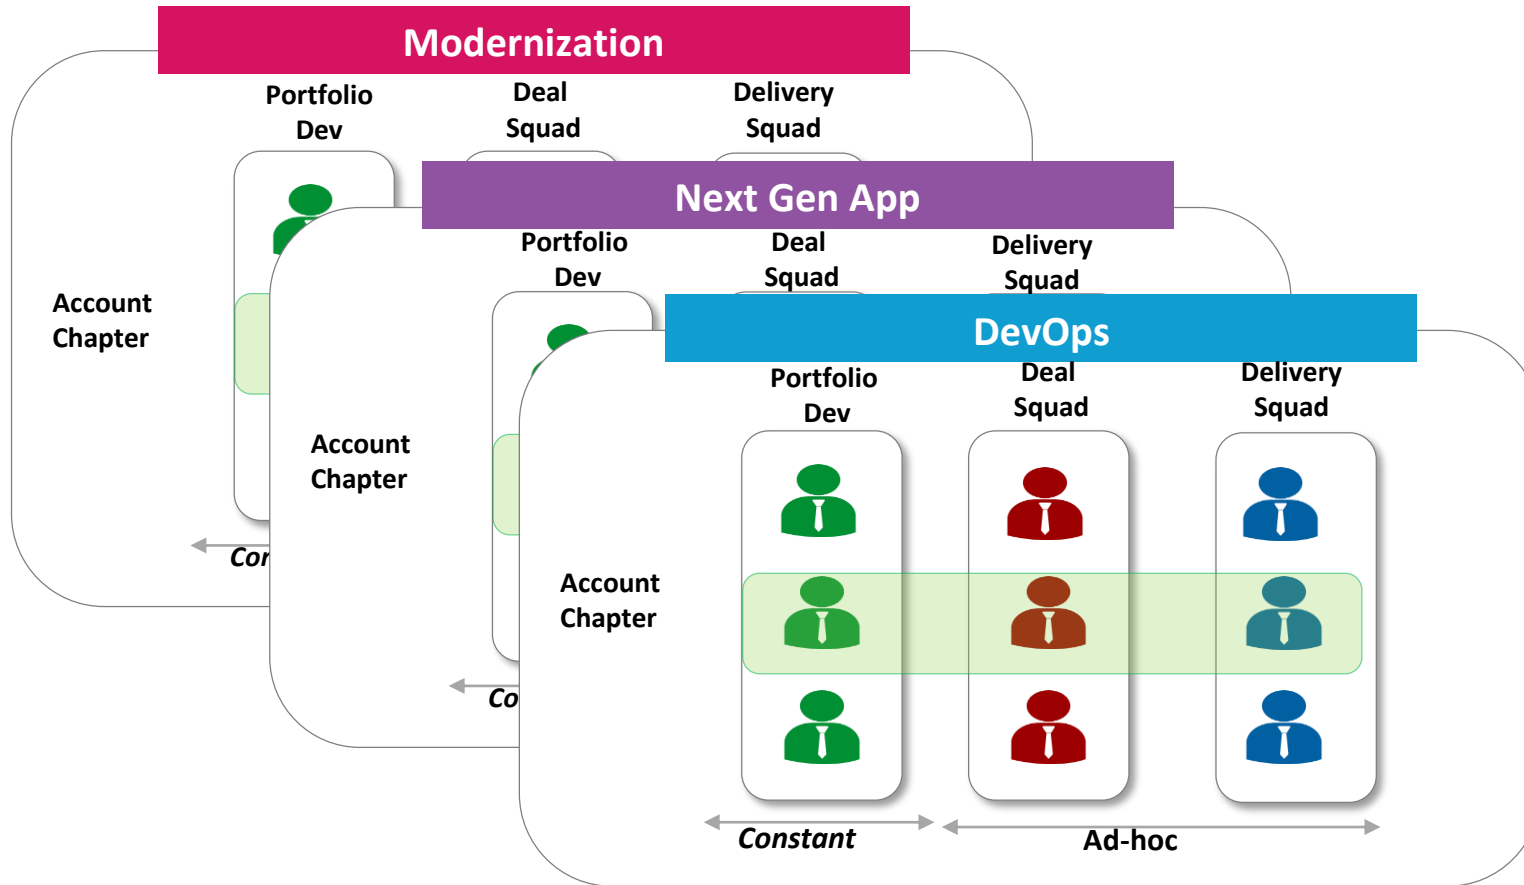 Modernization
Portfolio
Dev
Deal
Squad
Delivery
Squad
Account
Chapter
Next Gen App
Portfolio
Dev
Deal
Squad
Delivery
Squad
Account
Chapter
DevOps
Portfolio
Dev
Deal
Squad
Delivery
Squad
Account
Chapter
Constant
Ad-hoc